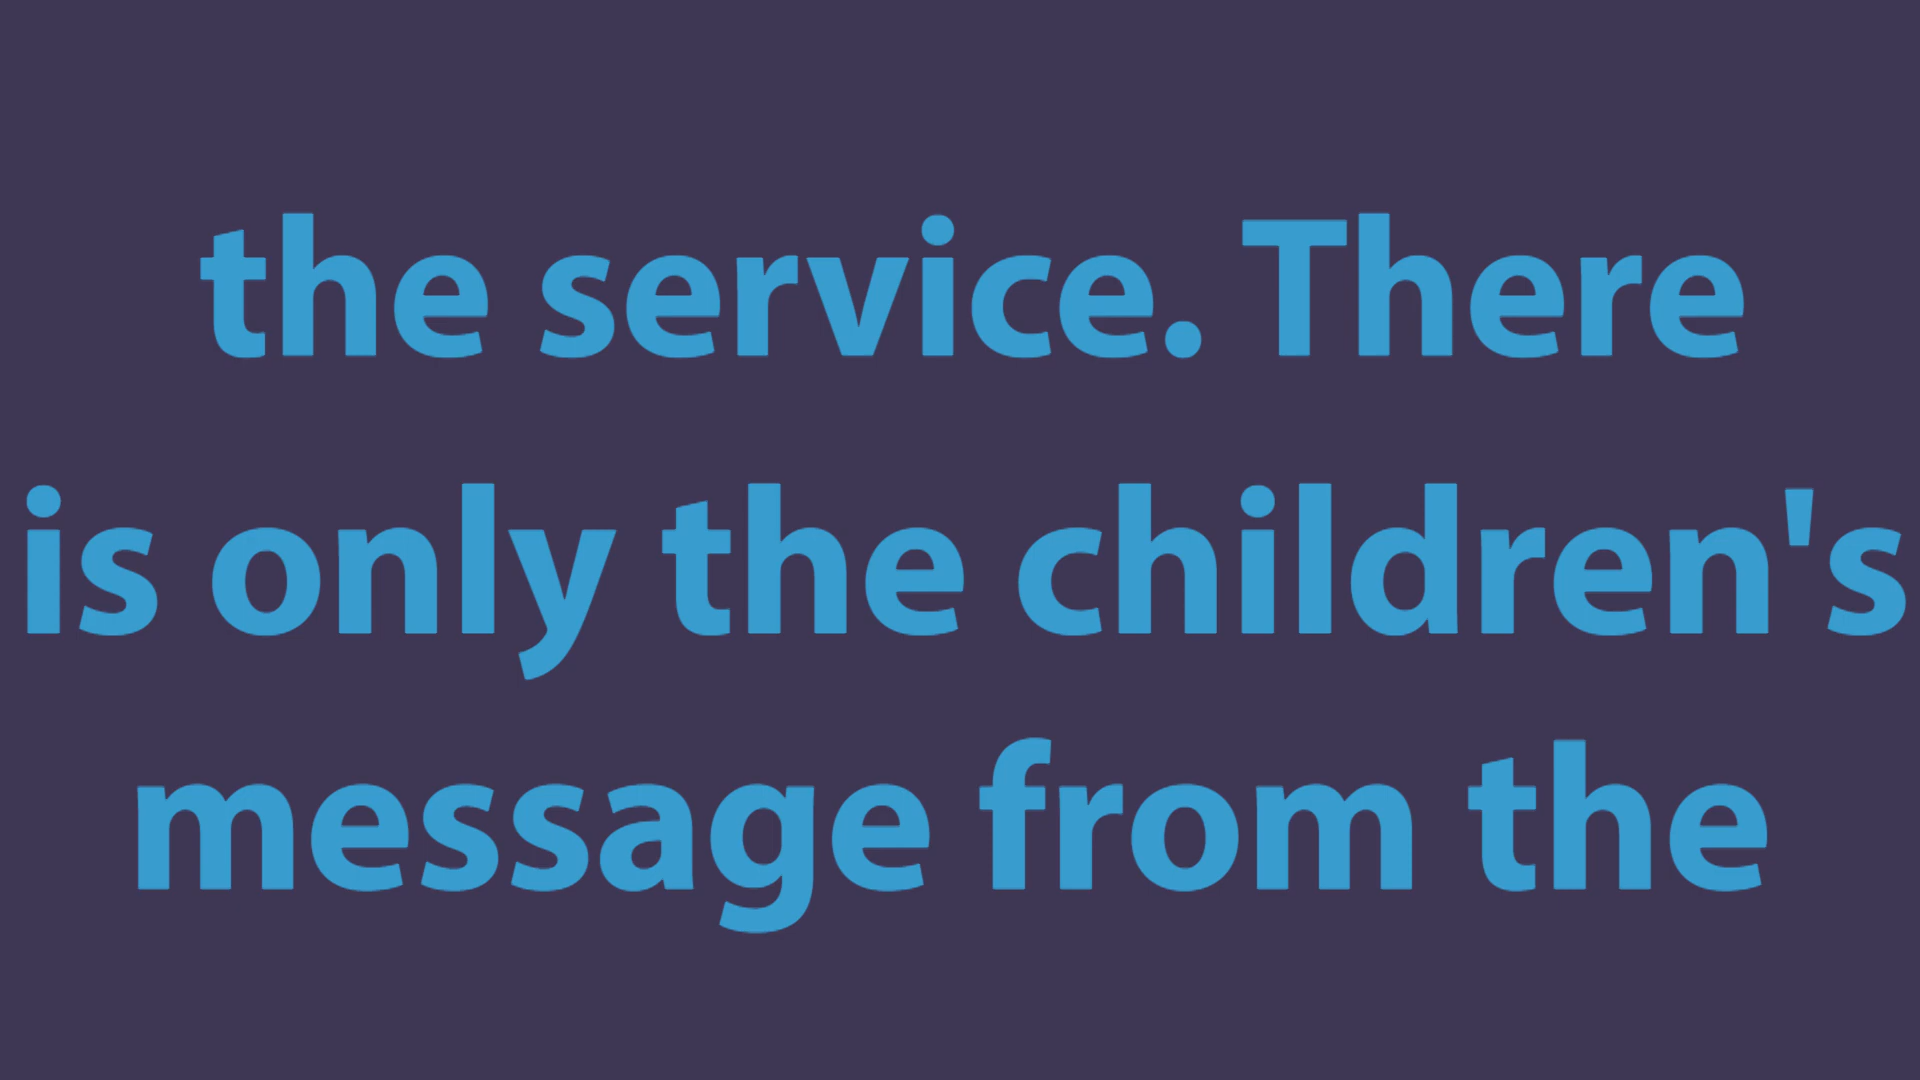 the service. There
is only the children's
message from the